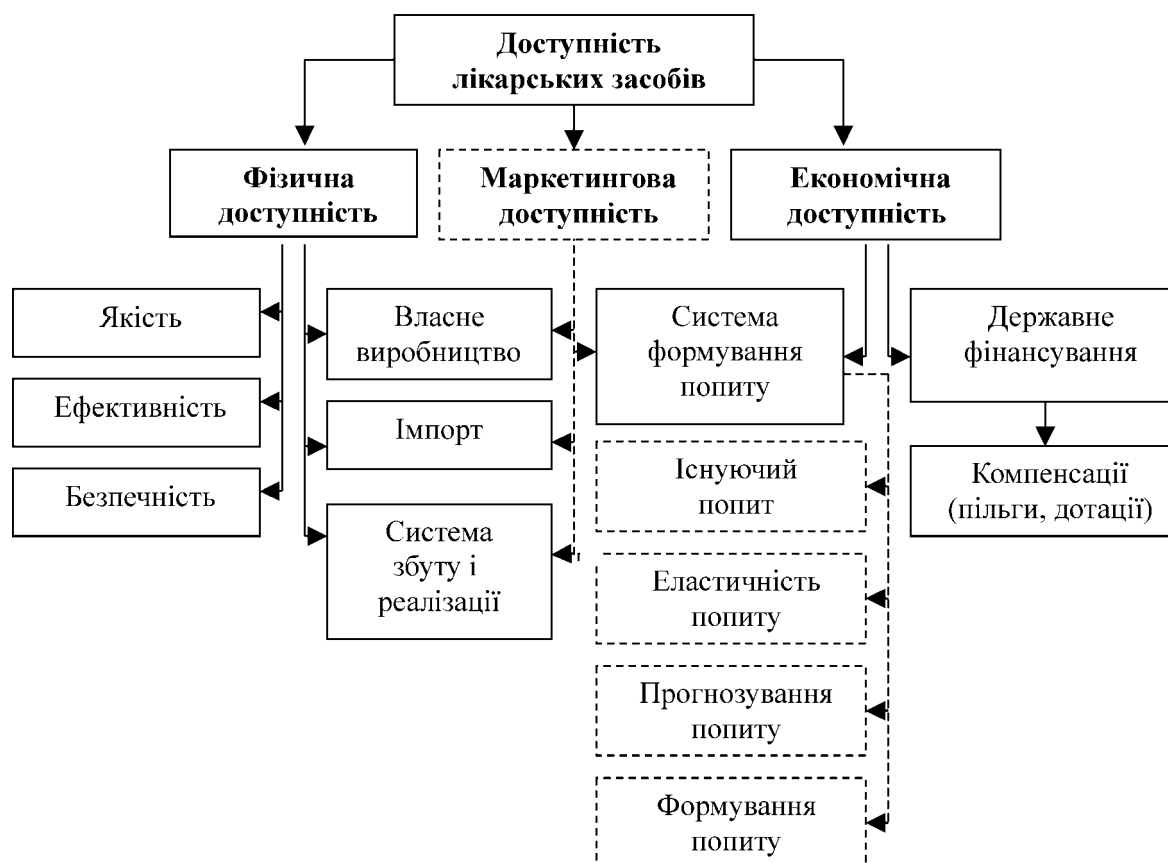 Доступність
лікарських засобів
Фізична
доступність
Маркетингова
доступність
Економічна
доступність
Якість
Ефективність
Безпечність
Власне
виробництво
Імпорт
Система
збуту і
реалізації
Система
формування
попиту
Існуючий
попит
Еластичність
попиту
Прогнозування
попиту
Формування
попиту
Державне
фінансування
Компенсації
(пільги, дотації)